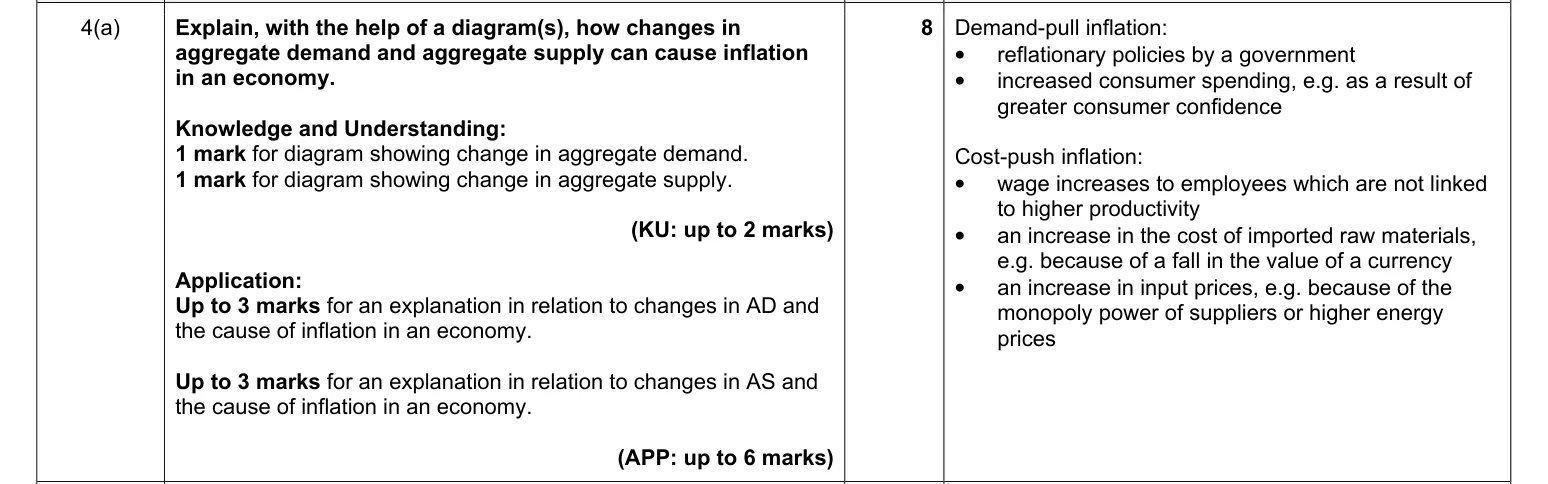 4(a)
Explain, with the help of a diagram(s), how changes in
aggregate demand and aggregate supply can cause inflation
in an economy.
Knowledge and Understanding:
1 mark for diagram showing change in aggregate demand.
1 mark for diagram showing change in aggregate supply.
(KU: up to 2 marks)
Application:
Up to 3 marks for an explanation in relation to changes in AD and
the cause of inflation in an economy.
Up to 3 marks for an explanation in relation to changes in AS and
the cause of inflation in an economy.
(APP: up to 6 marks)
8
Demand-pull inflation:
• reflationary policies by a government
• increased consumer spending, e.g. as a result of
greater consumer confidence
Cost-push inflation:
• wage increases to employees which are not linked
to higher productivity
• an increase in the cost of imported raw materials,
e.g. because of a fall in the value of a currency
• an increase in input prices, e.g. because of the
monopoly power of suppliers or higher energy
prices